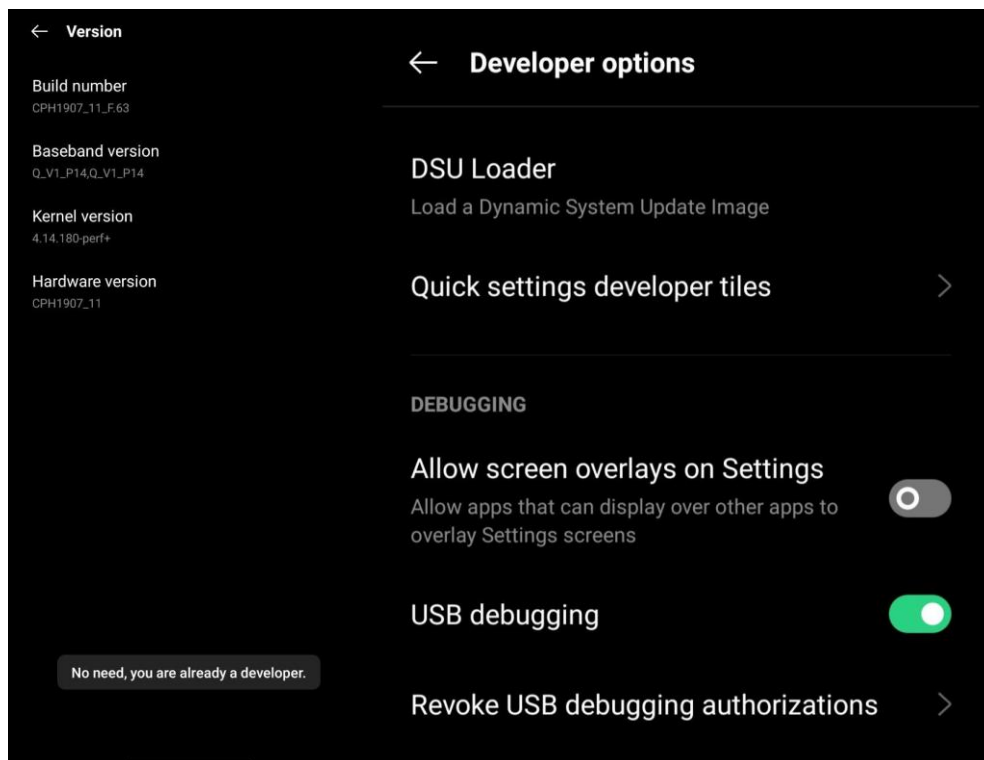 Version
Build number
CPH1907_11_F.63
Baseband version
Q_V1_P14,Q_V1_P14
Kernel version
4.14.180-perf+
Hardware version
CPH1907_11
No need, you are already a developer.
Developer options
DSU Loader
Load a Dynamic System Update Image
Quick settings developer tiles
DEBUGGING
Allow screen overlays on Settings
Allow apps that can display over other apps to
overlay Settings screens
USB debugging
Revoke USB debugging authorizations